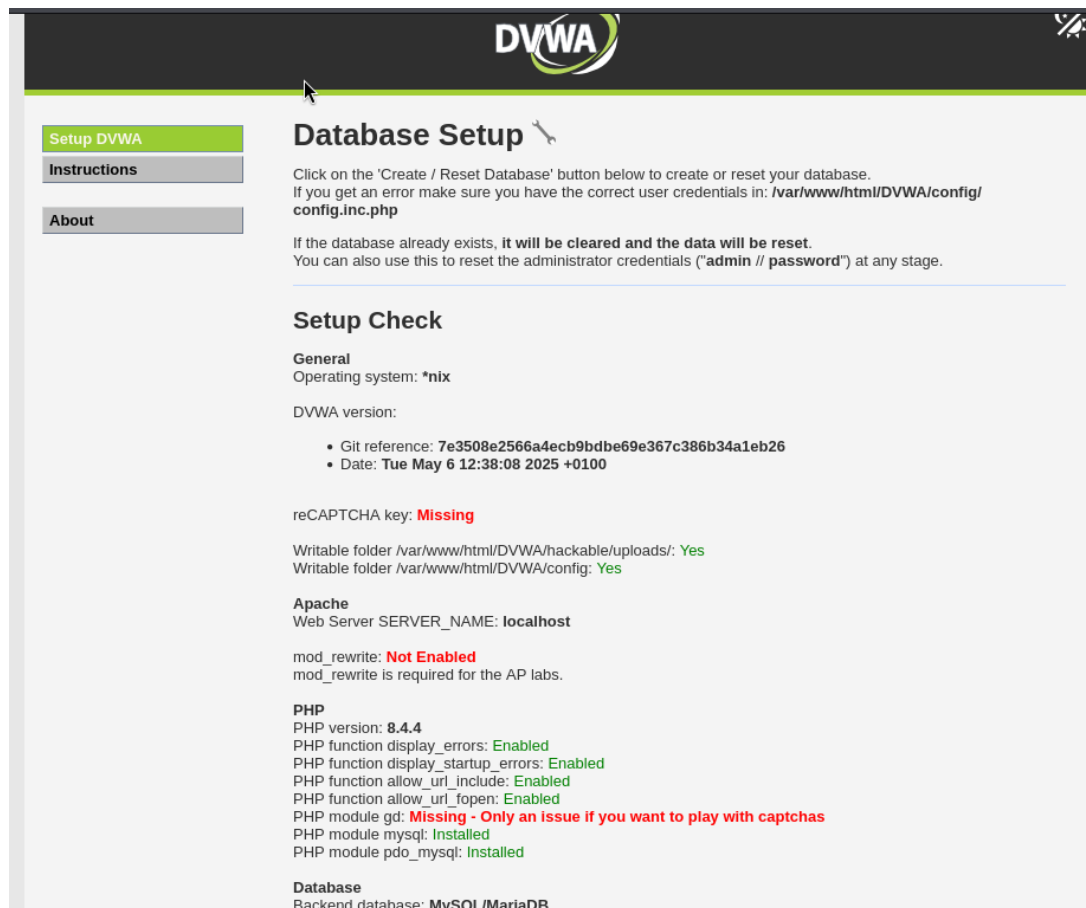 DVWA
Setup DVWA
Instructions
About
Database Setup
Click on the 'Create / Reset Database' button below to create or reset your database.
If you get an error make sure you have the correct user credentials in: /var/www/html/DVWA/config/
config.inc.php
If the database already exists, it will be cleared and the data will be reset.
You can also use this to reset the administrator credentials ("admin // password") at any stage.
Setup Check
General
Operating system: *nix
DVWA version:
• Git reference: 7e3508e2566a4ecb9bdbe69e367c386b34a1eb26
• Date: Tue May 6 12:38:08 2025 +0100
reCAPTCHA key: Missing
Writable folder /var/www/html/DVWA/hackable/uploads/: Yes
Writable folder /var/www/html/DVWA/config: Yes
Apache
Web Server SERVER_NAME: localhost
mod_rewrite: Not Enabled
mod_rewrite is required for the AP labs.
PHP
PHP version: 8.4.4
PHP function display_errors: Enabled
PHP function display_startup_errors: Enabled
PHP function allow_url_include: Enabled
PHP function allow_url_fopen: Enabled
PHP module gd: Missing - Only an issue if you want to play with captchas
PHP module mysql: Installed
PHP module pdo_mysql: Installed
Database
Backend database: MySQL/MariaDB